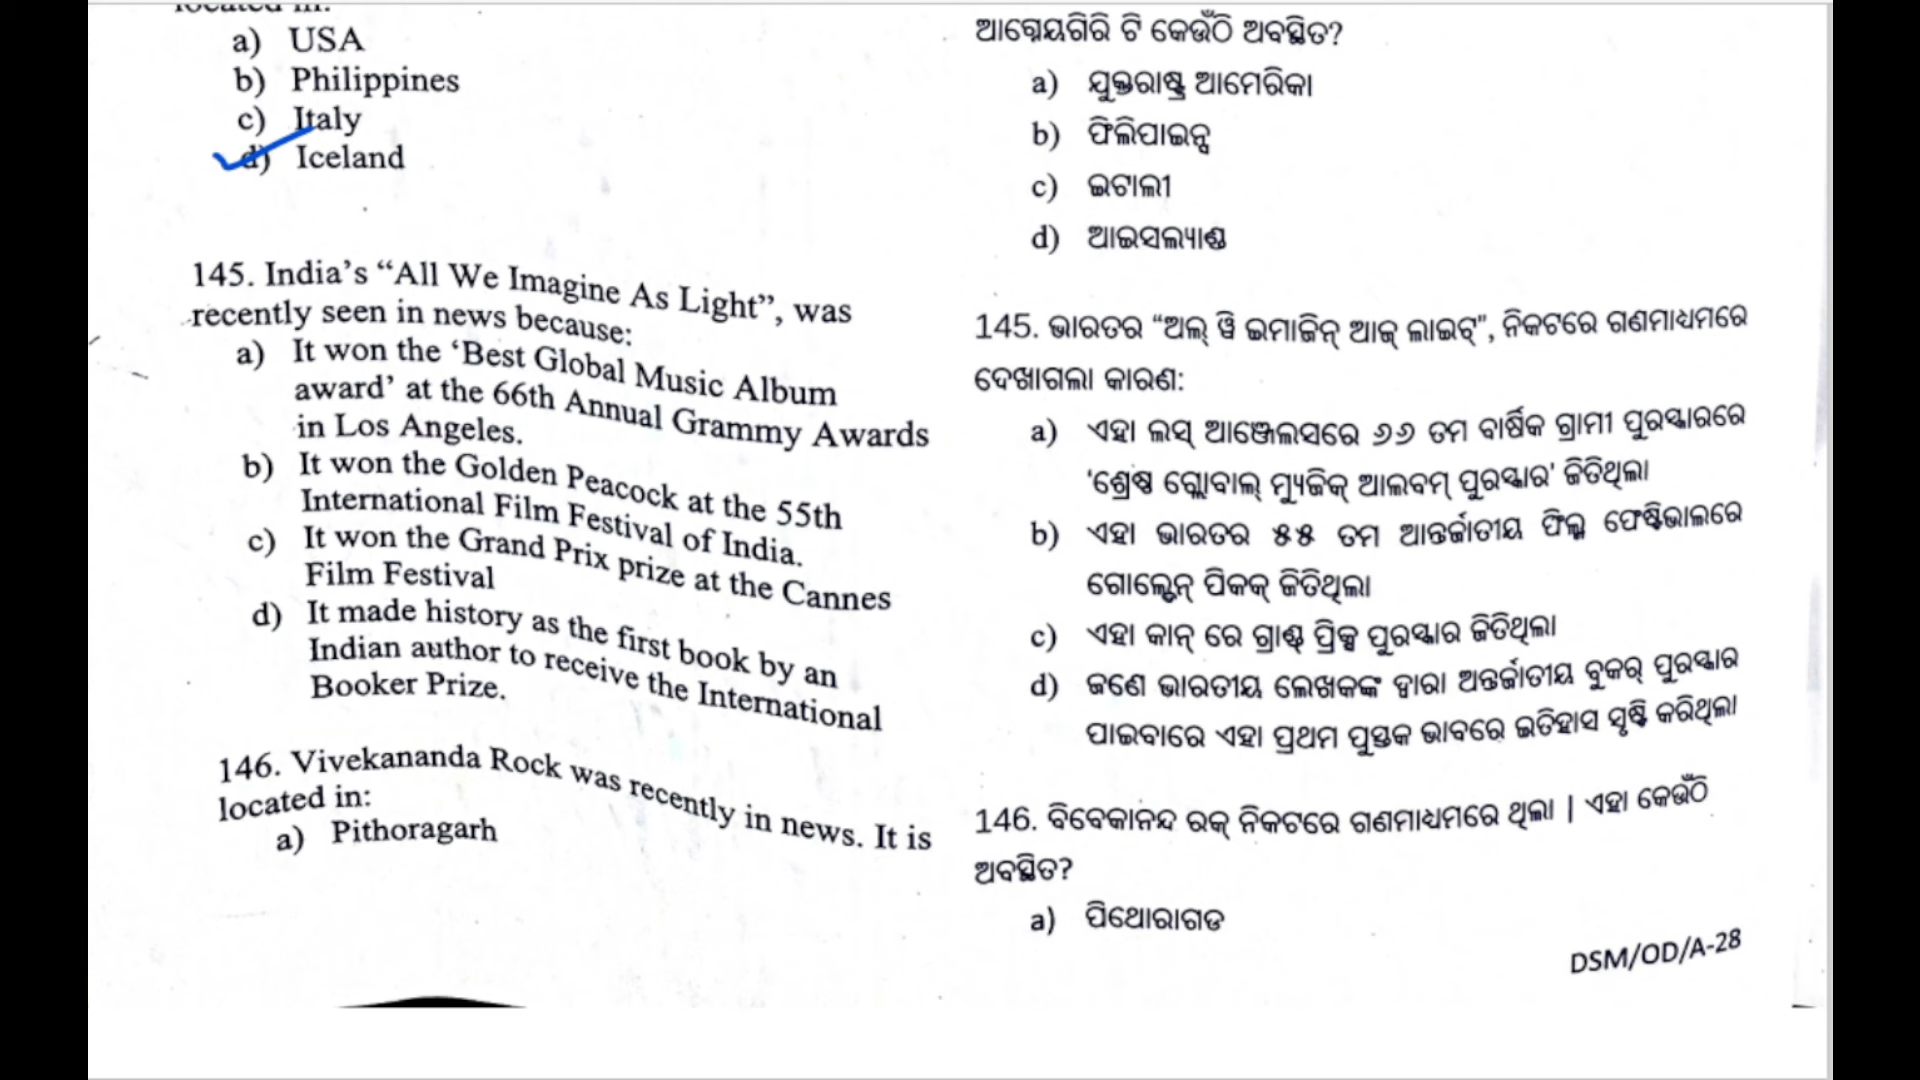 located in:
a) USA
b) Philippines
c) Italy
d) Iceland
145. India's “All We Imagine As Light”, was
recently seen in news because:
a) It won the ‘Best Global Music Album
award’ at the 66th Annual Grammy Awards
in Los Angeles.
b) It won the Golden Peacock at the 55th
International Film Festival of India.
c) It won the Grand Prix prize at the Cannes
Film Festival
d) It made history as the first book by an
Indian author to receive the International
Booker Prize.
146. Vivekananda Rock was recently in news. It is
located in:
a) Pithoragarh
ଆଗ୍ନେୟଗିରି ଟି କେଉଁଠି ଅବସ୍ଥିତ?
a) ଯୁକ୍ତରାଷ୍ଟ୍ର ଆମେରିକା
b) ଫିଲିପାଇନ୍ସ
c) ଇଟାଲୀ
d) ଆଇସଲ୍ୟାଣ୍ଡ
145. ଭାରତର “ଅଲ୍ ୱି ଇମାଜିନ୍ ଆଜ୍ ଲାଇଟ୍”, ନିକଟରେ ଗଣମାଧ୍ୟମରେ
ଦେଖାଗଲା କାରଣ:
a) ଏହା ଲସ୍ ଆଞ୍ଜେଲସରେ ୬୬ ତମ ବାର୍ଷିକ ଗ୍ରାମୀ ପୁରସ୍କାରରେ
‘ଶ୍ରେଷ୍ଠ ଗ୍ଲୋବାଲ୍ ମ୍ୟୁଜିକ୍ ଆଲବମ୍ ପୁରସ୍କାର’ ଜିତିଥିଲା
b) ଏହା ଭାରତର ୫୫ ତମ ଆନ୍ତର୍ଜାତୀୟ ଫିଲ୍ମ ଫେଷ୍ଟିଭାଲରେ
ଗୋଲ୍ଡେନ୍ ପିକକ୍ ଜିତିଥିଲା
c) ଏହା କାନ୍ ରେ ଗ୍ରାଣ୍ଡ୍ ପ୍ରିକ୍ସ ପୁରସ୍କାର ଜିତିଥିଲା
d) ଜଣେ ଭାରତୀୟ ଲେଖକଙ୍କ ଦ୍ୱାରା ଅନ୍ତର୍ଜାତୀୟ ବୁକର୍ ପୁରସ୍କାର
ପାଇବାରେ ଏହା ପ୍ରଥମ ପୁସ୍ତକ ଭାବରେ ଇତିହାସ ସୃଷ୍ଟି କରିଥିଲା
146. ବିବେକାନନ୍ଦ ରକ୍ ନିକଟରେ ଗଣମାଧ୍ୟମରେ ଥିଲା | ଏହା କେଉଁଠି
ଅବସ୍ଥିତ?
a) ପିଥୋରାଗଡ
DSM/OD/A-28